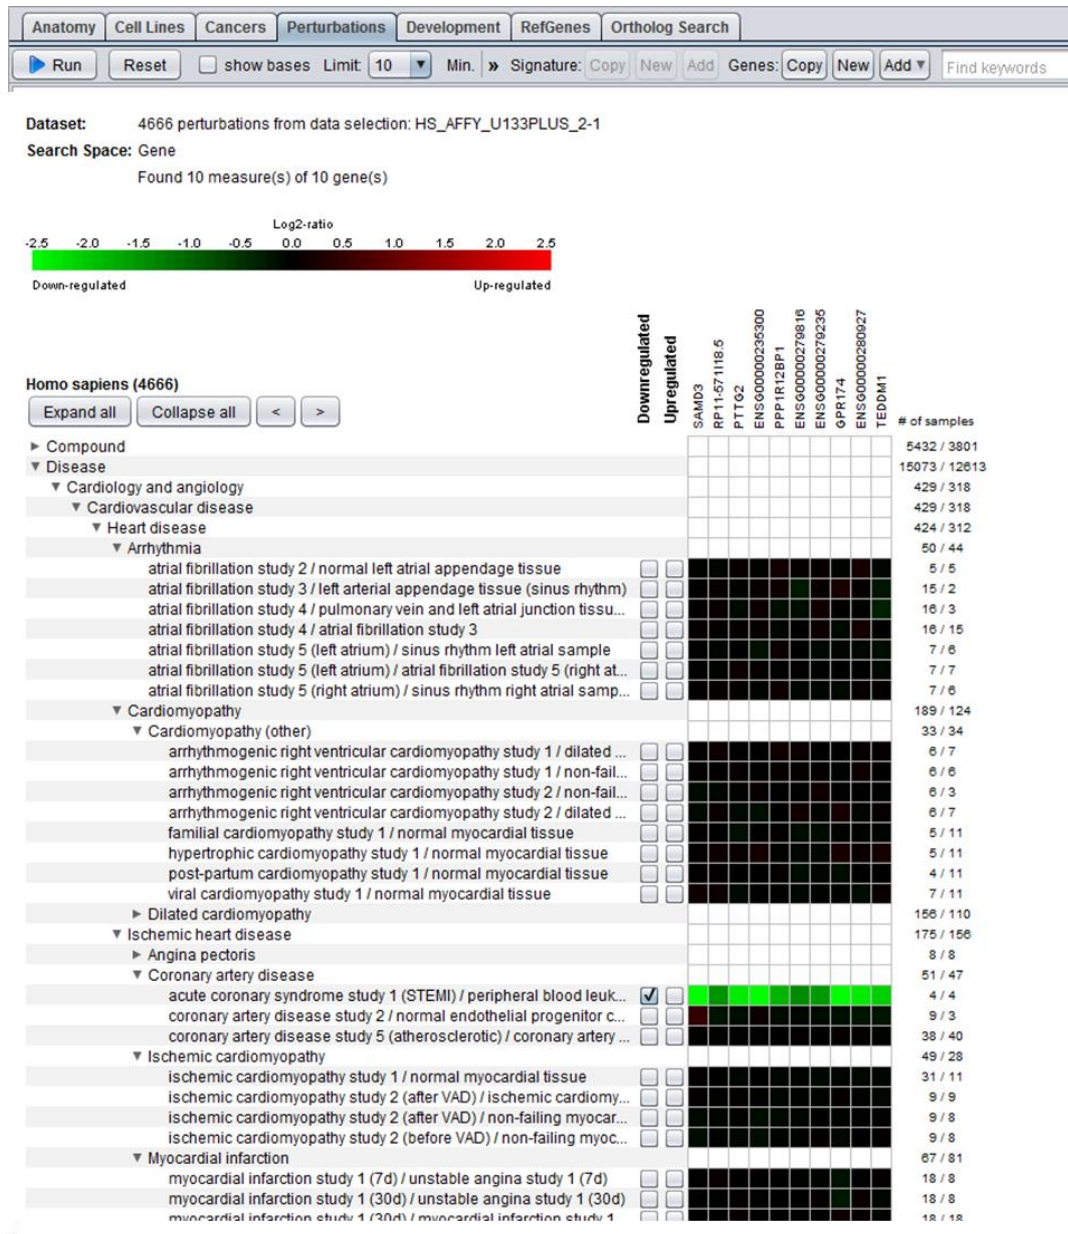 Anatomy Cell Lines Cancers Perturbations Development RefGenes Ortholog Search
Run Reset show bases Limit: 10 Min. » Signature: Copy New Add Genes: Copy New Add Find keywords
Dataset: 4666 perturbations from data selection: HS_AFFY_U133PLUS_2-1
Search Space: Gene
Found 10 measure(s) of 10 gene(s)
Log2-ratio
-2.5 -2.0 -1.5 -1.0 -0.5 0.0 0.5 1.0 1.5 2.0 2.5
Down-regulated Up-regulated
Downregulated
Upregulated
SAMD3
RP11-571I18.5
PTTG2
ENSG00000235300
PPP1R12BP1
ENSG00000279816
ENSG00000279235
GPR174
ENSG00000280927
TEDDM1
Homo sapiens (4666)
Expand all Collapse all < > # of samples
Compound 5432 / 3801
Disease 15073 / 12613
Cardiology and angiology 429 / 318
Cardiovascular disease 429 / 318
Heart disease 424 / 312
Arrhythmia 50 / 44
atrial fibrillation study 2 / normal left atrial appendage tissue 5 / 5
atrial fibrillation study 3 / left arterial appendage tissue (sinus rhythm) 15 / 2
atrial fibrillation study 4 / pulmonary vein and left atrial junction tissu... 16 / 3
atrial fibrillation study 4 / atrial fibrillation study 3 16 / 15
atrial fibrillation study 5 (left atrium) / sinus rhythm left atrial sample 7 / 6
atrial fibrillation study 5 (left atrium) / atrial fibrillation study 5 (right at... 7 / 7
atrial fibrillation study 5 (right atrium) / sinus rhythm right atrial samp... 7 / 6
Cardiomyopathy 189 / 124
Cardiomyopathy (other) 33 / 34
arrhythmogenic right ventricular cardiomyopathy study 1 / dilated ... 6 / 7
arrhythmogenic right ventricular cardiomyopathy study 1 / non-fail... 6 / 6
arrhythmogenic right ventricular cardiomyopathy study 2 / non-fail... 6 / 3
arrhythmogenic right ventricular cardiomyopathy study 2 / dilated ... 6 / 7
familial cardiomyopathy study 1 / normal myocardial tissue 5 / 11
hypertrophic cardiomyopathy study 1 / normal myocardial tissue 5 / 11
post-partum cardiomyopathy study 1 / normal myocardial tissue 4 / 11
viral cardiomyopathy study 1 / normal myocardial tissue 7 / 11
Dilated cardiomyopathy 156 / 110
Ischemic heart disease 175 / 156
Angina pectoris 8 / 8
Coronary artery disease 51 / 47
acute coronary syndrome study 1 (STEMI) / peripheral blood leuk... 4 / 4
coronary artery disease study 2 / normal endothelial progenitor c... 9 / 3
coronary artery disease study 5 (atherosclerotic) / coronary artery ... 38 / 40
Ischemic cardiomyopathy 49 / 28
ischemic cardiomyopathy study 1 / normal myocardial tissue 31 / 11
ischemic cardiomyopathy study 2 (after VAD) / ischemic cardiomy... 9 / 9
ischemic cardiomyopathy study 2 (after VAD) / non-failing myocar... 9 / 8
ischemic cardiomyopathy study 2 (before VAD) / non-failing myoc... 9 / 8
Myocardial infarction 67 / 81
myocardial infarction study 1 (7d) / unstable angina study 1 (7d) 18 / 8
myocardial infarction study 1 (30d) / unstable angina study 1 (30d) 18 / 8
myocardial infarction study 1 (30d) / myocardial infarction study 1 18 / 18